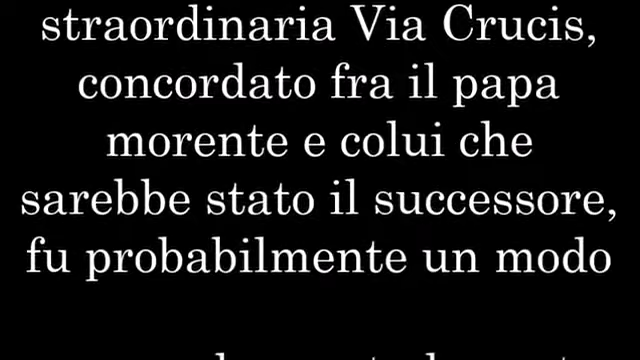 straordinaria Via Crucis,
concordato fra il papa
morente e colui che
sarebbe stato il successore,
fu probabilmente un modo